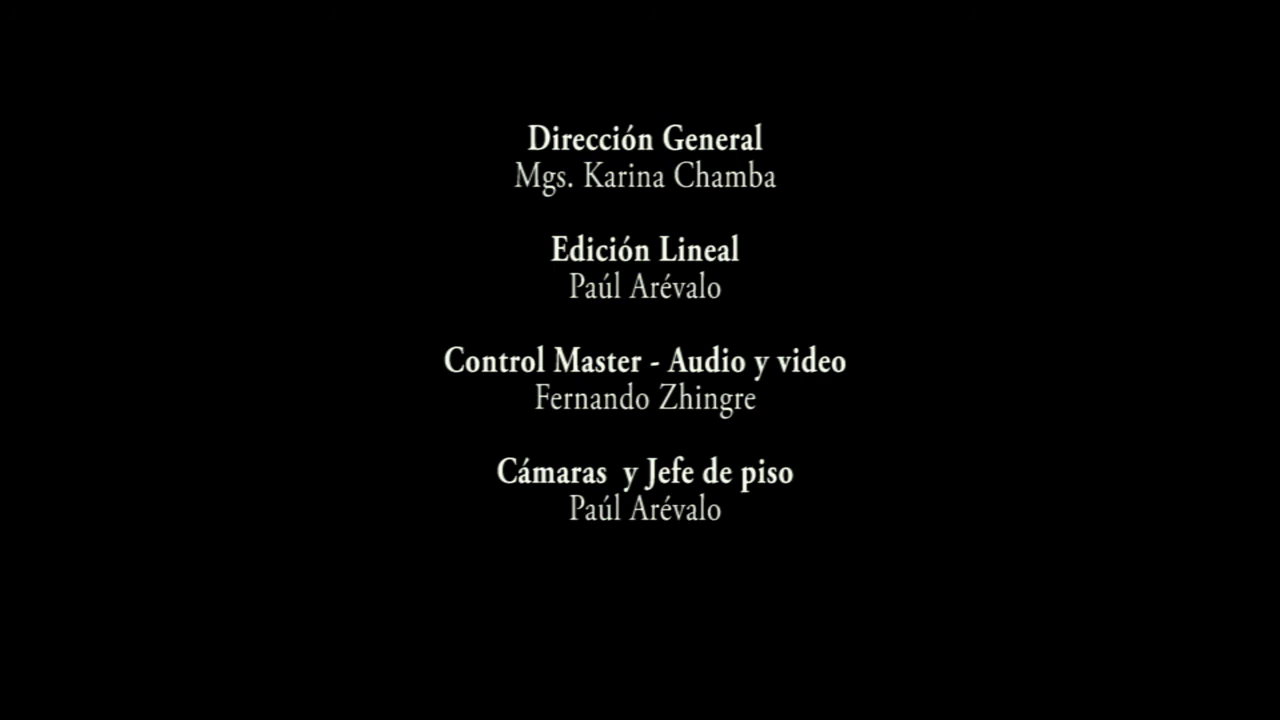 Dirección General
Mgs. Karina Chamba
Edición Lineal
Paúl Arévalo
Control Master - Audio y video
Fernando Zhingre
Cámaras  y Jefe de piso
Paúl Arévalo